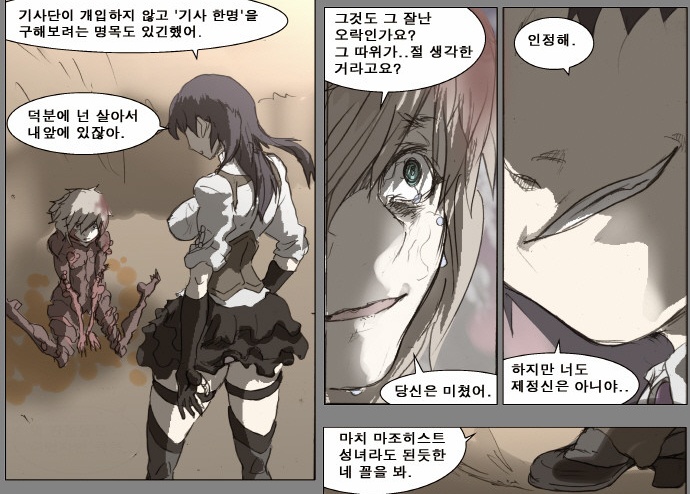 기사단이 개입하지 않고 '기사 한명'을
구해보려는 명목도 있긴했어.
덕분에 넌 살아서
내앞에 있잖아.
그것도 그 잘난
오락인가요?
그 따위가..절 생각한
거라고요?
당신은 미쳤어.
인정해.
하지만 너도
제정신은 아니야..
마치 마조히스트
성녀라도 된듯한
네 꼴을 봐.